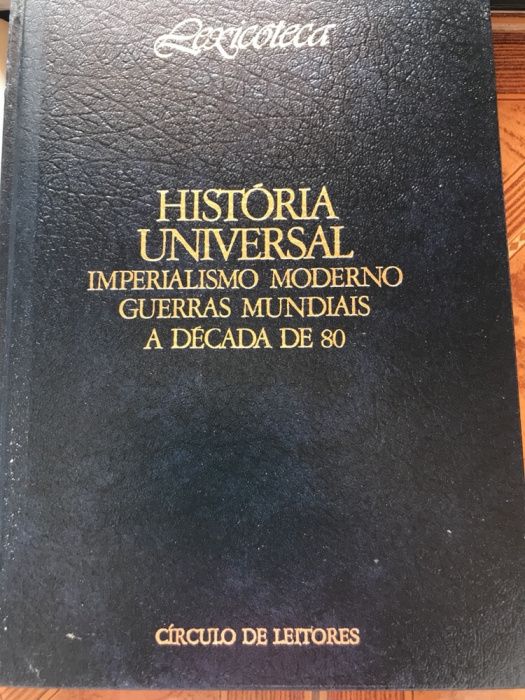 Lexicoteca
HISTÓRIA
UNIVERSAL
IMPERIALISMO MODERNO
GUERRAS MUNDIAIS
A DÉCADA DE 80
CÍRCULO DE LEITORES